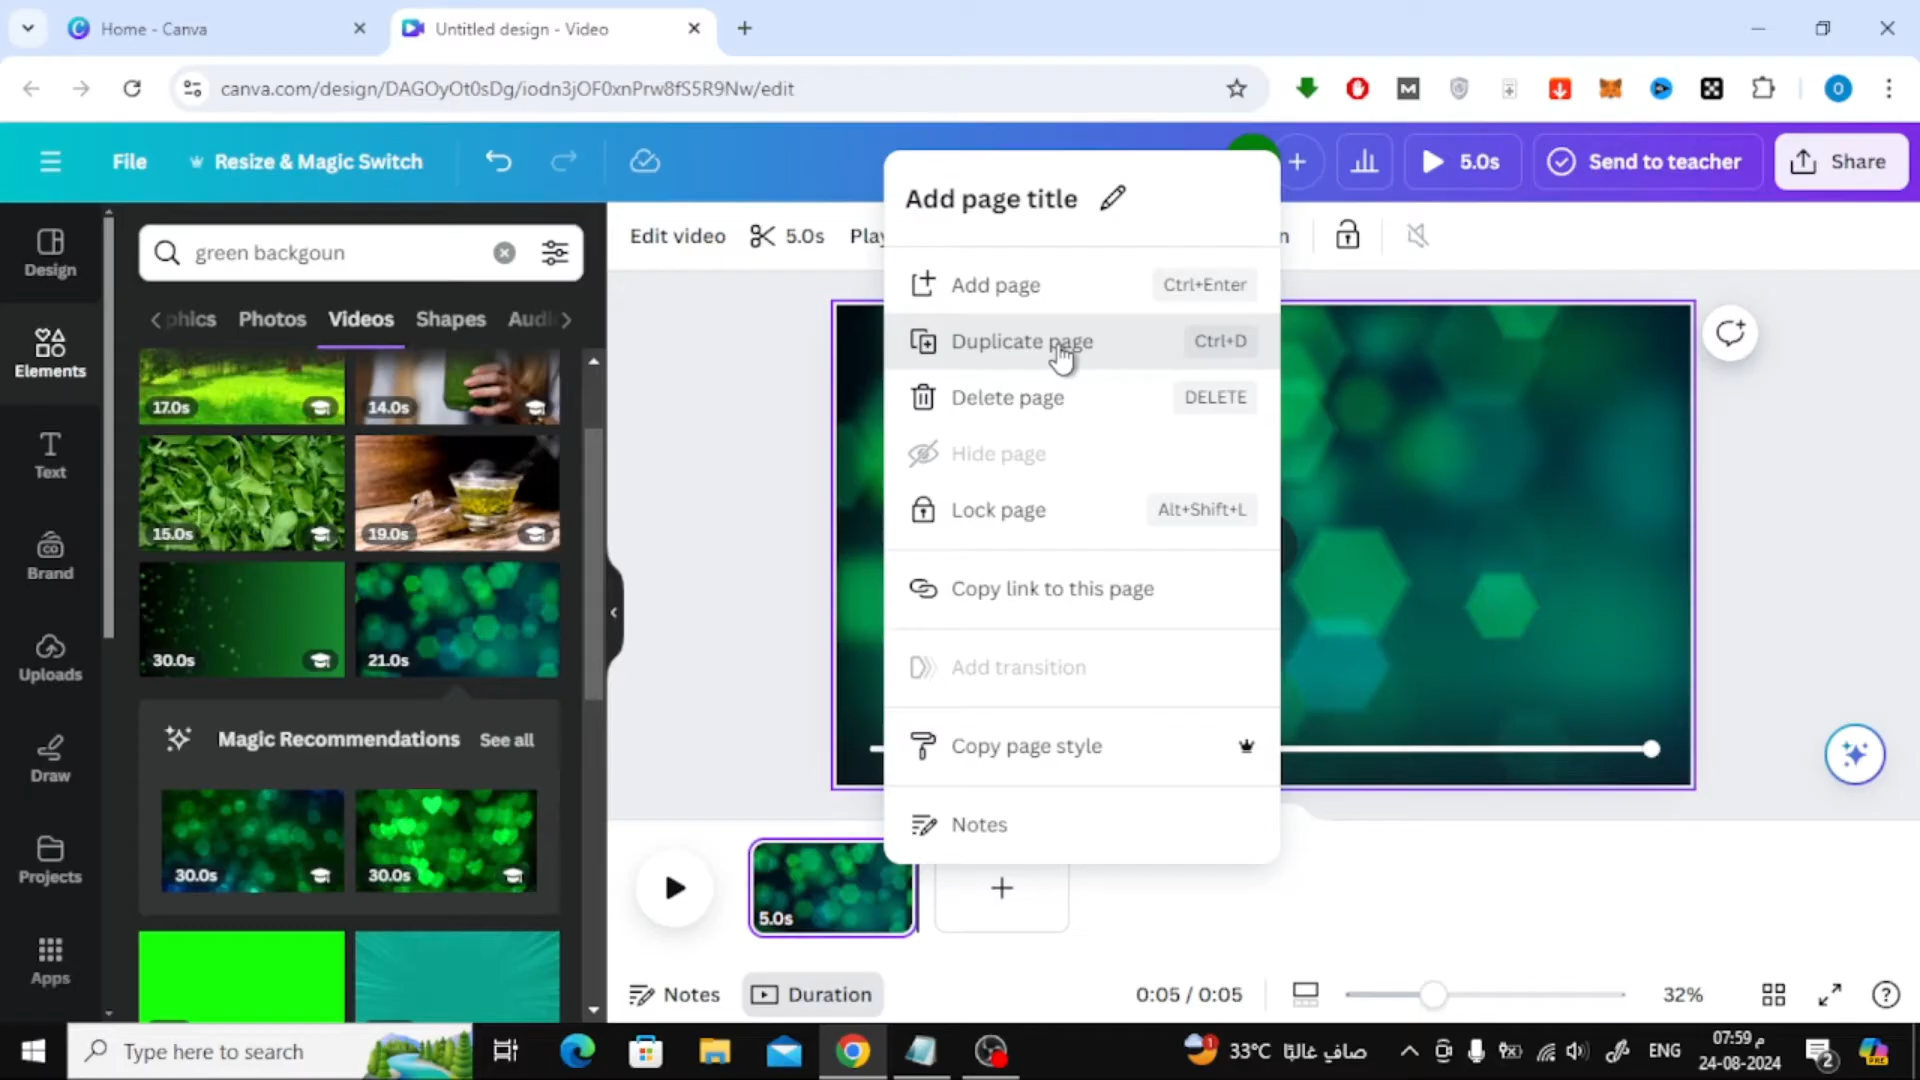 Home - Canva
Untitled design - Video
canva.com/design/DAGOyOt0sDg/iodn3jOF0xnPrw8fS5R9Nw/edit
File
Resize & Magic Switch
5.0s
Send to teacher
Share
Design
Elements
Text
Brand
Uploads
Draw
Projects
Apps
green backgoun
phics
Photos
Videos
Shapes
Audi
17.0s
14.0s
15.0s
19.0s
30.0s
21.0s
Magic Recommendations
See all
30.0s
30.0s
Edit video
5.0s
Play
Add page title
Add page
Ctrl+Enter
Duplicate page
Ctrl+D
Delete page
DELETE
Hide page
Lock page
Alt+Shift+L
Copy link to this page
Add transition
Copy page style
Notes
5.0s
Notes
Duration
0:05 / 0:05
32%
Type here to search
33°C صافٍ غالبًا
ENG
07:59 م
24-08-2024
2